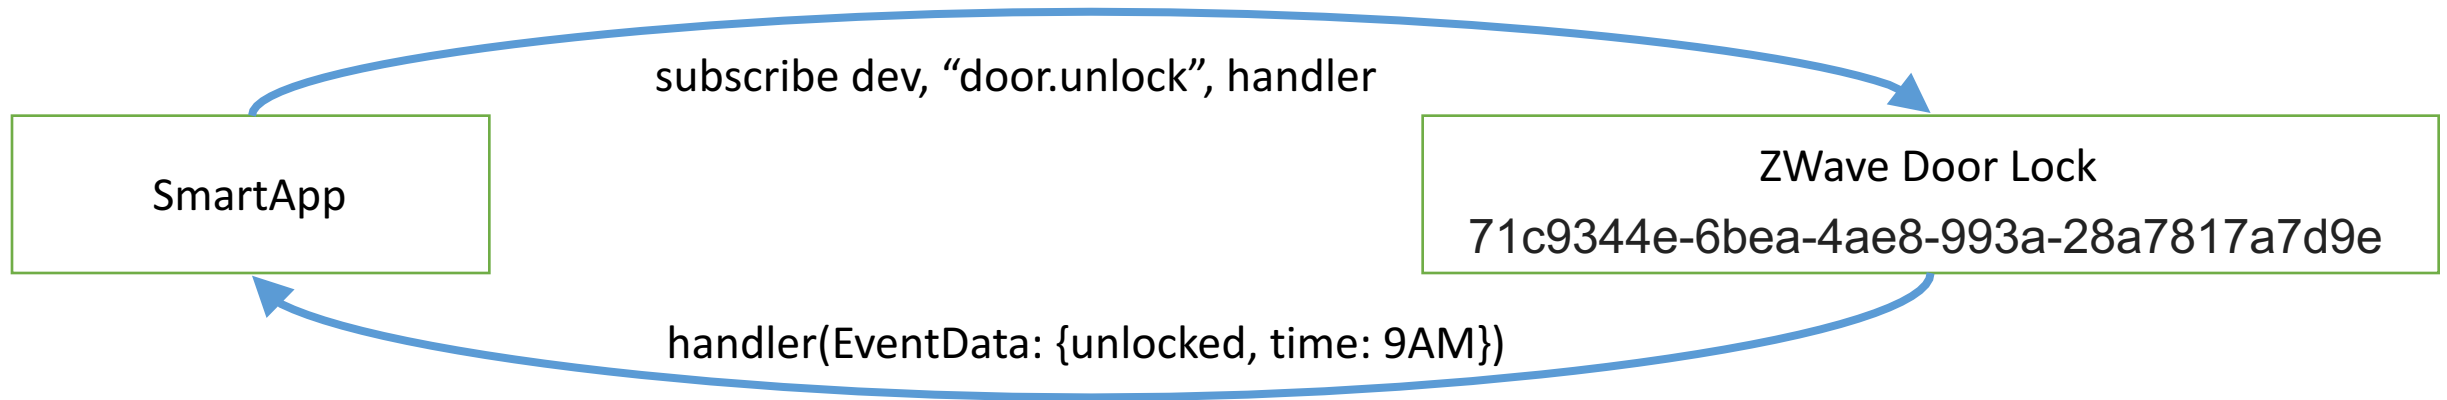 subscribe dev, “door.unlock”, handler
SmartApp
ZWave Door Lock
71c9344e-6bea-4ae8-993a-28a7817a7d9e
handler(EventData: {unlocked, time: 9AM})